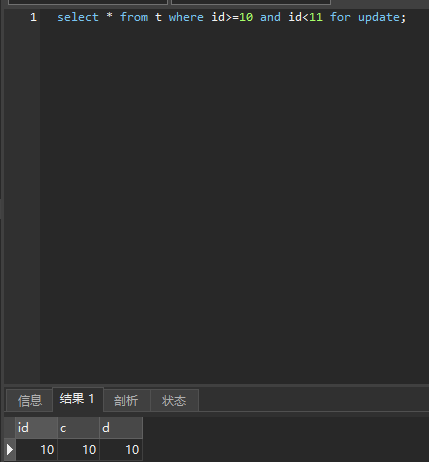 1 select * from t where id>=10 and id<11 for update;
信息 结果 1 剖析 状态
id c d
10 10 10